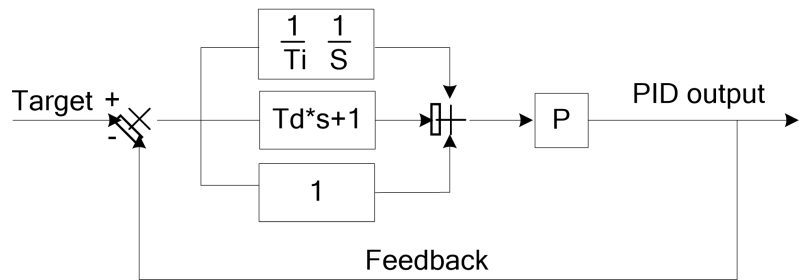 1 1
Ti S
Target +
-
Td*s+1
P
PID output
1
Feedback